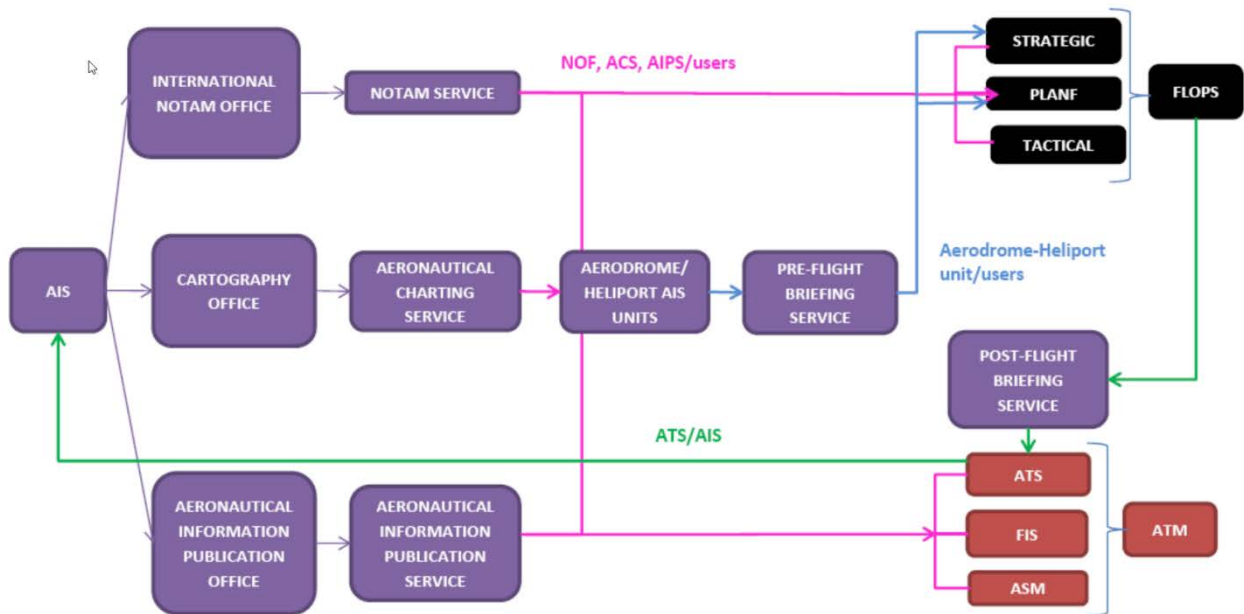 STRATEGIC
INTERNATIONAL
NOTAM OFFICE
NOTAM SERVICE
NOF, ACS, AIPS/users
PLANF
FLOPS
TACTICAL
AIS
CARTOGRAPHY
OFFICE
AERONAUTICAL
CHARTING
SERVICE
AERODROME/
HELIPORT AIS
UNITS
PRE-FLIGHT
BRIEFING
SERVICE
Aerodrome-Heliport
unit/users
POST-FLIGHT
BRIEFING
SERVICE
ATS/AIS
AERONAUTICAL
INFORMATION
PUBLICATION
OFFICE
AERONAUTICAL
INFORMATION
PUBLICATION
SERVICE
ATS
FIS
ASM
ATM